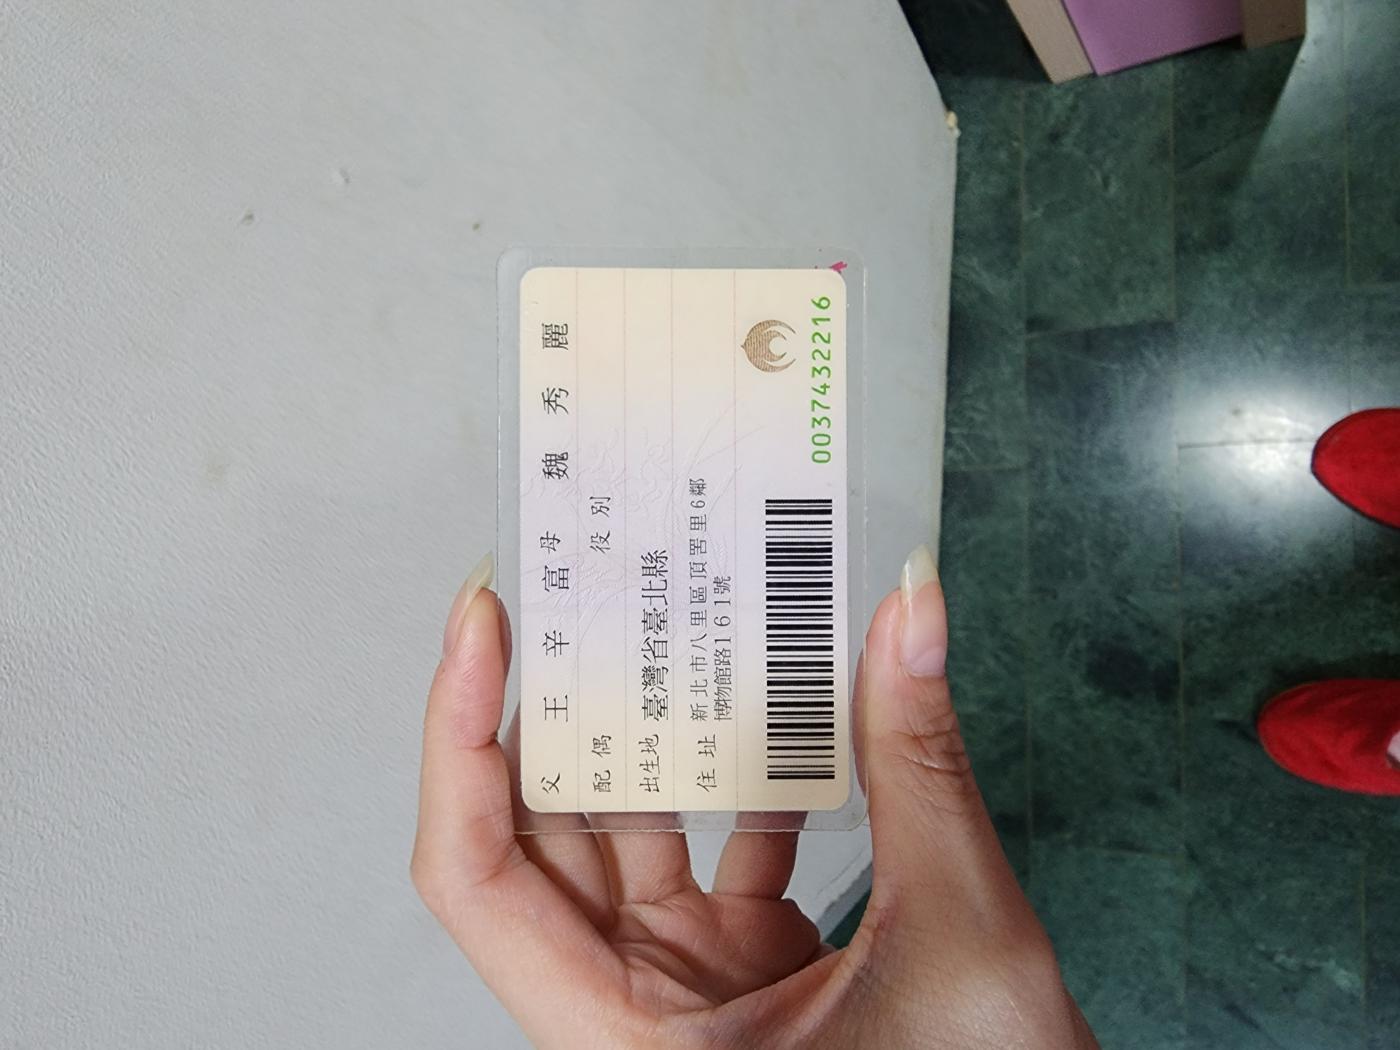 父 王辛富 母 魏秀麗
配偶 役別
出生地 臺灣省臺北縣
住址 新北市八里區頂罟里6鄰
博物館路161號
0037432216